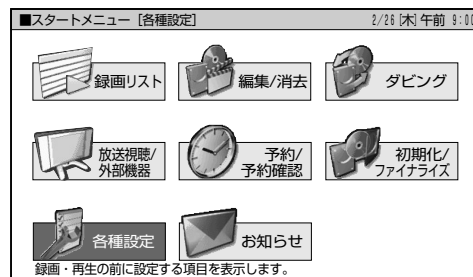 ■スタートメニュー [各種設定] 2/26[木]午前 9:00
録画リスト
編集/消去
ダビング
放送視聴/
外部機器
予約/
予約確認
初期化/
ファイナライズ
各種設定
お知らせ
録画・再生の前に設定する項目を表示します。